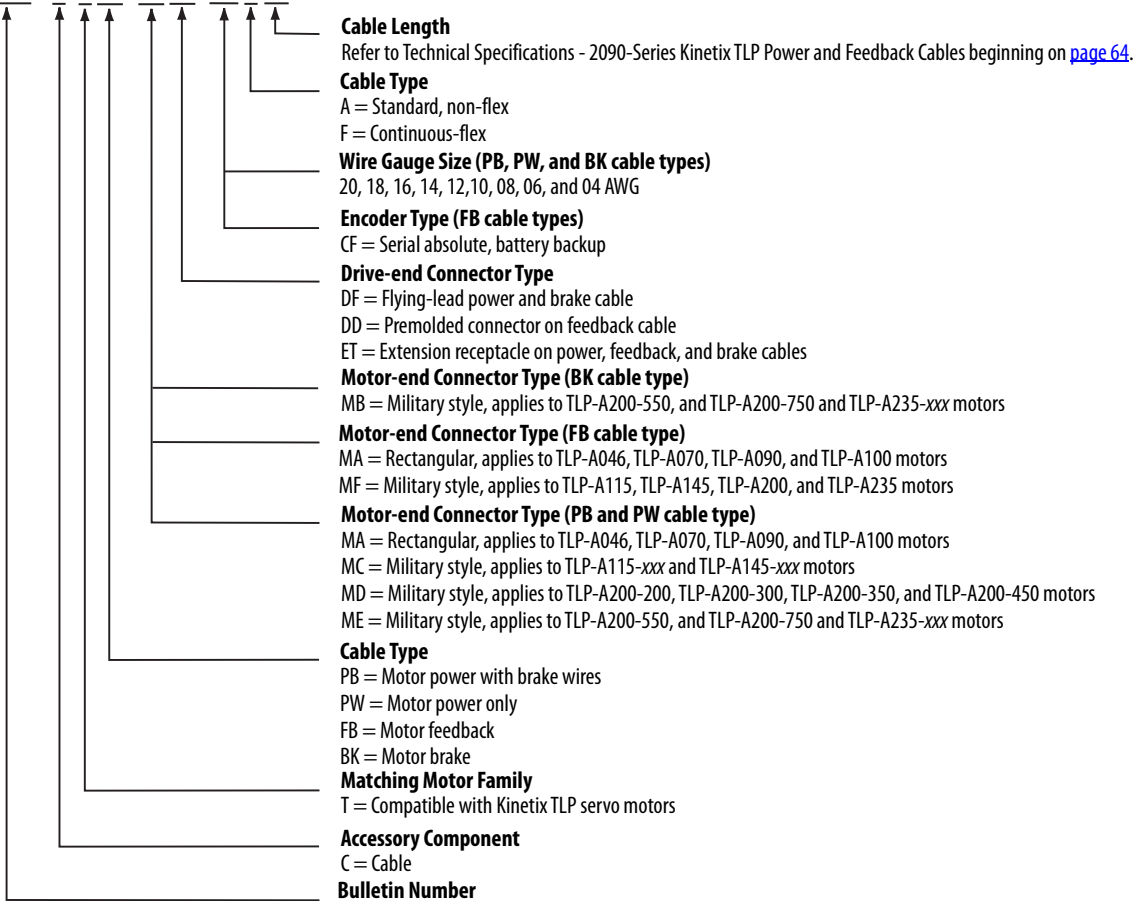 Cable Length
Refer to Technical Specifications - 2090-Series Kinetix TLP Power and Feedback Cables beginning on page 64.
Cable Type
A = Standard, non-flex
F = Continuous-flex
Wire Gauge Size (PB, PW, and BK cable types)
20, 18, 16, 14, 12,10, 08, 06, and 04 AWG
Encoder Type (FB cable types)
CF = Serial absolute, battery backup
Drive-end Connector Type
DF = Flying-lead power and brake cable
DD = Premolded connector on feedback cable
ET = Extension receptacle on power, feedback, and brake cables
Motor-end Connector Type (BK cable type)
MB = Military style, applies to TLP-A200-550, and TLP-A200-750 and TLP-A235-xxx motors
Motor-end Connector Type (FB cable type)
MA = Rectangular, applies to TLP-A046, TLP-A070, TLP-A090, and TLP-A100 motors
MF = Military style, applies to TLP-A115, TLP-A145, TLP-A200, and TLP-A235 motors
Motor-end Connector Type (PB and PW cable type)
MA = Rectangular, applies to TLP-A046, TLP-A070, TLP-A090, and TLP-A100 motors
MC = Military style, applies to TLP-A115-xxx and TLP-A145-xxx motors
MD = Military style, applies to TLP-A200-200, TLP-A200-300, TLP-A200-350, and TLP-A200-450 motors
ME = Military style, applies to TLP-A200-550, and TLP-A200-750 and TLP-A235-xxx motors
Cable Type
PB = Motor power with brake wires
PW = Motor power only
FB = Motor feedback
BK = Motor brake
Matching Motor Family
T = Compatible with Kinetix TLP servo motors
Accessory Component
C = Cable
Bulletin Number